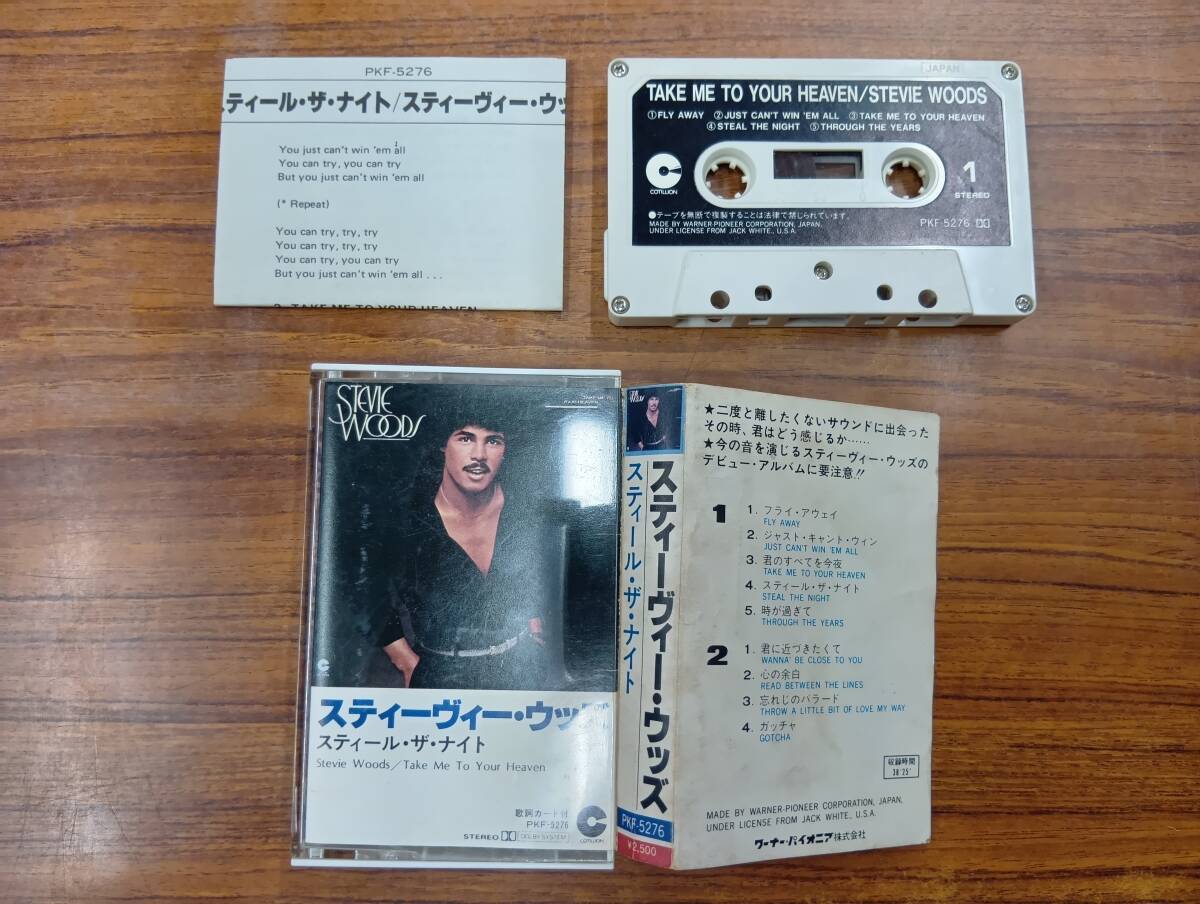 PKF-5276
スティール・ザ・ナイト/スティーヴィー・ウッ
You just can't win 'em all
You can try, you can try
But you just can't win 'em all
(* Repeat)
You can try, try, try
You can try, try, try
You can try, you can try
But you just can't win 'em all . . .
2. TAKE ME TO YOUR HEAVEN
JAPAN
TAKE ME TO YOUR HEAVEN/STEVIE WOODS
①FLY AWAY ②JUST CAN'T WIN 'EM ALL ③TAKE ME TO YOUR HEAVEN
④STEAL THE NIGHT ⑤THROUGH THE YEARS
COTILLION
1
STEREO
●テープを無断で複製することは法律で禁じられています。
MADE BY WARNER-PIONEER CORPORATION, JAPAN,
UNDER LICENSE FROM JACK WHITE., U.S.A.
PKF-5276
STEVIE
WOODS
スティーヴィー・ウッズ
スティール・ザ・ナイト
Stevie Woods/Take Me To Your Heaven
歌詞カード付
PKF-5276
STEREO DOLBY SYSTEM
COTILLION
スティーヴィー・ウッズ
スティール・ザ・ナイト
PKF-5276
¥2,500
★二度と離したくないサウンドに出会った
その時、君はどう感じるか……
★今の音を演じるスティーヴィー・ウッズの
デビュー・アルバムに要注意!!
1
1. フライ・アウェイ
FLY AWAY
2. ジャスト・キャント・ウィン
JUST CAN'T WIN 'EM ALL
3. 君のすべてを今夜
TAKE ME TO YOUR HEAVEN
4. スティール・ザ・ナイト
STEAL THE NIGHT
5. 時が過ぎて
THROUGH THE YEARS
2
1. 君に近づきたくて
WANNA' BE CLOSE TO YOU
2. 心の余白
READ BETWEEN THE LINES
3. 忘れじのバラード
THROW A LITTLE BIT OF LOVE MY WAY
4. ガッチャ
GOTCHA
収録時間
38'25"
MADE BY WARNER-PIONEER CORPORATION, JAPAN,
UNDER LICENSE FROM JACK WHITE., U.S.A.
ワーナー・パイオニア株式会社